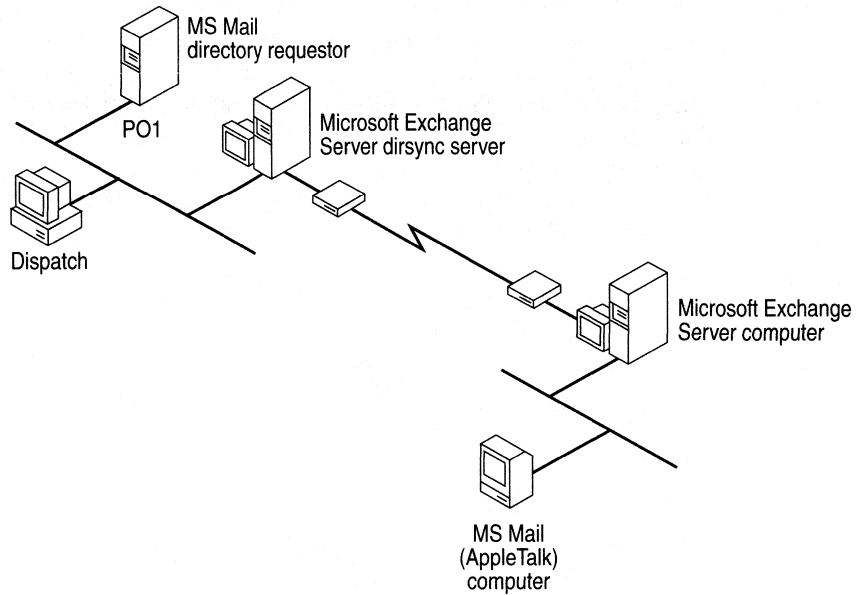 MS Mail
directory requestor
PO1
Microsoft Exchange
Server dirsync server
Dispatch
Microsoft Exchange
Server computer
MS Mail
(AppleTalk)
computer